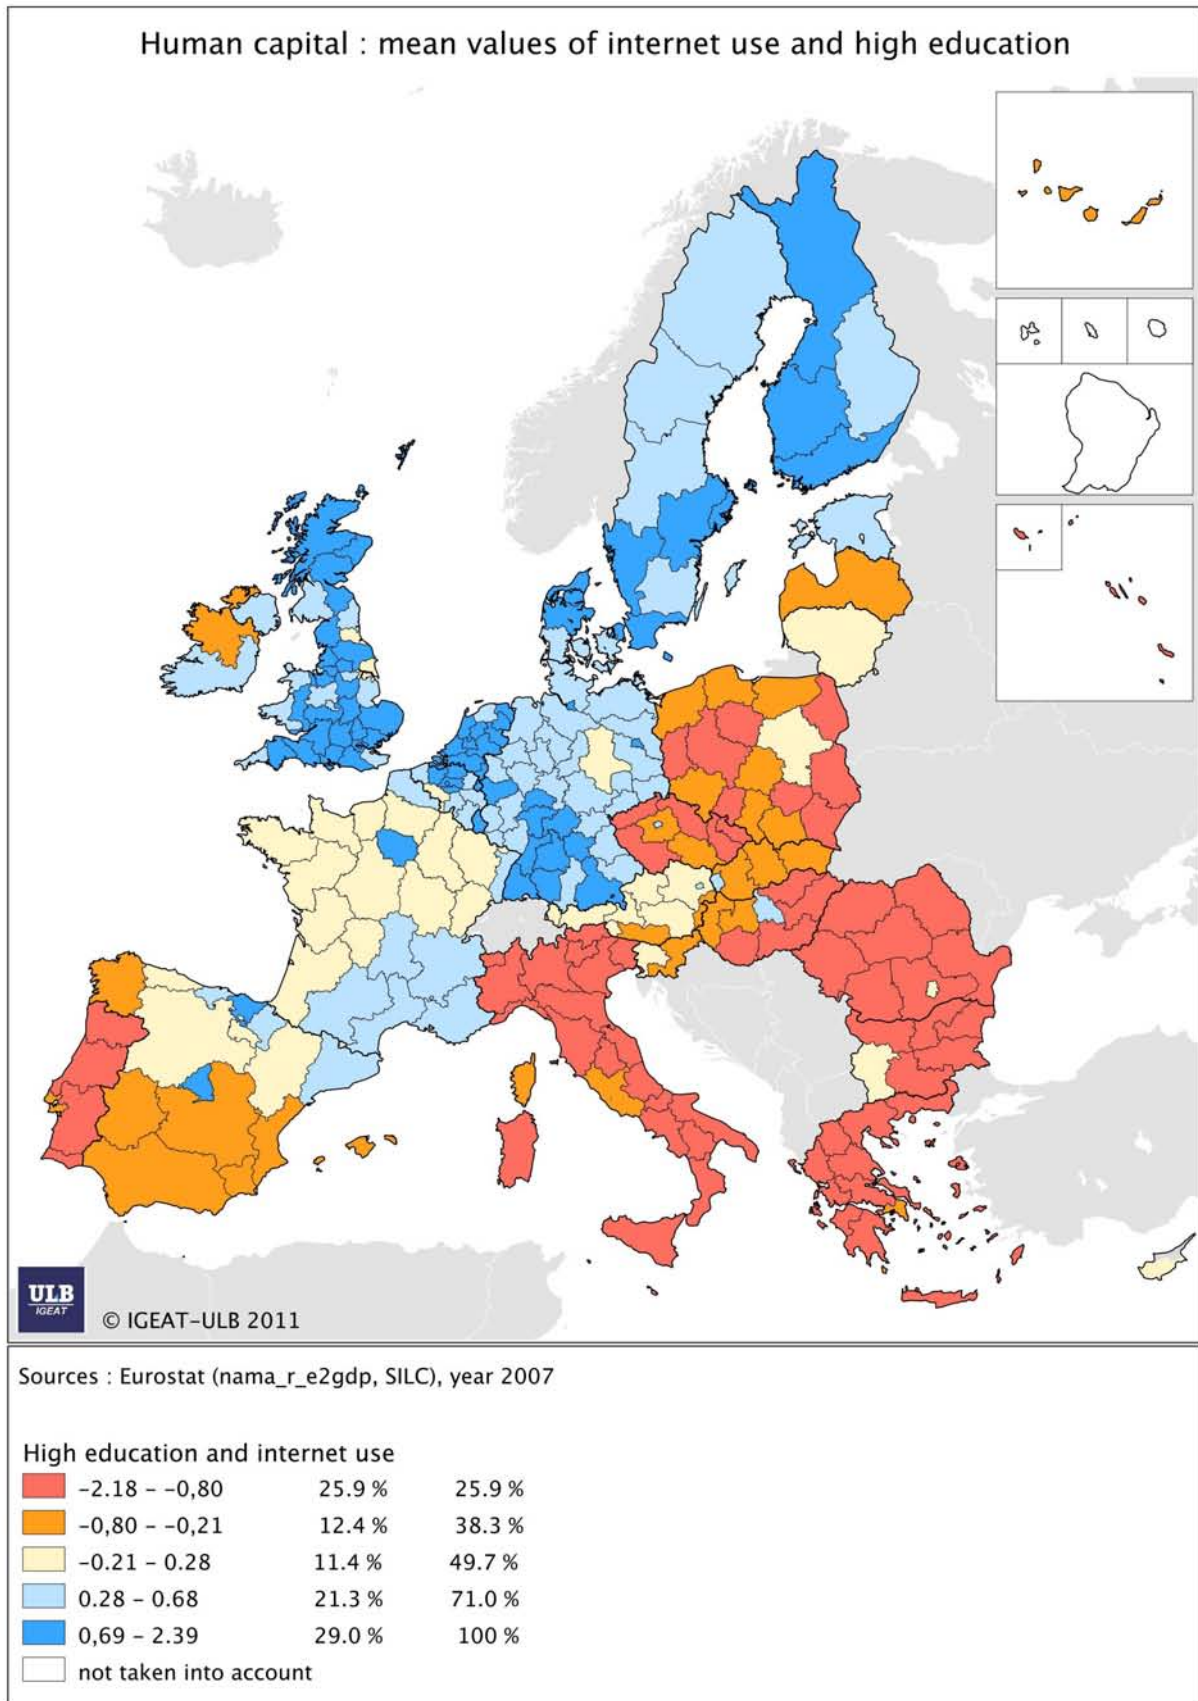 Human capital : mean values of internet use and high education
ULB
IGEAT
© IGEAT-ULB 2011
Sources : Eurostat (nama_r_e2gdp, SILC), year 2007
High education and internet use
-2.18 - -0,80 25.9 % 25.9 %
-0,80 - -0,21 12.4 % 38.3 %
-0.21 - 0.28 11.4 % 49.7 %
0.28 - 0.68 21.3 % 71.0 %
0,69 - 2.39 29.0 % 100 %
not taken into account